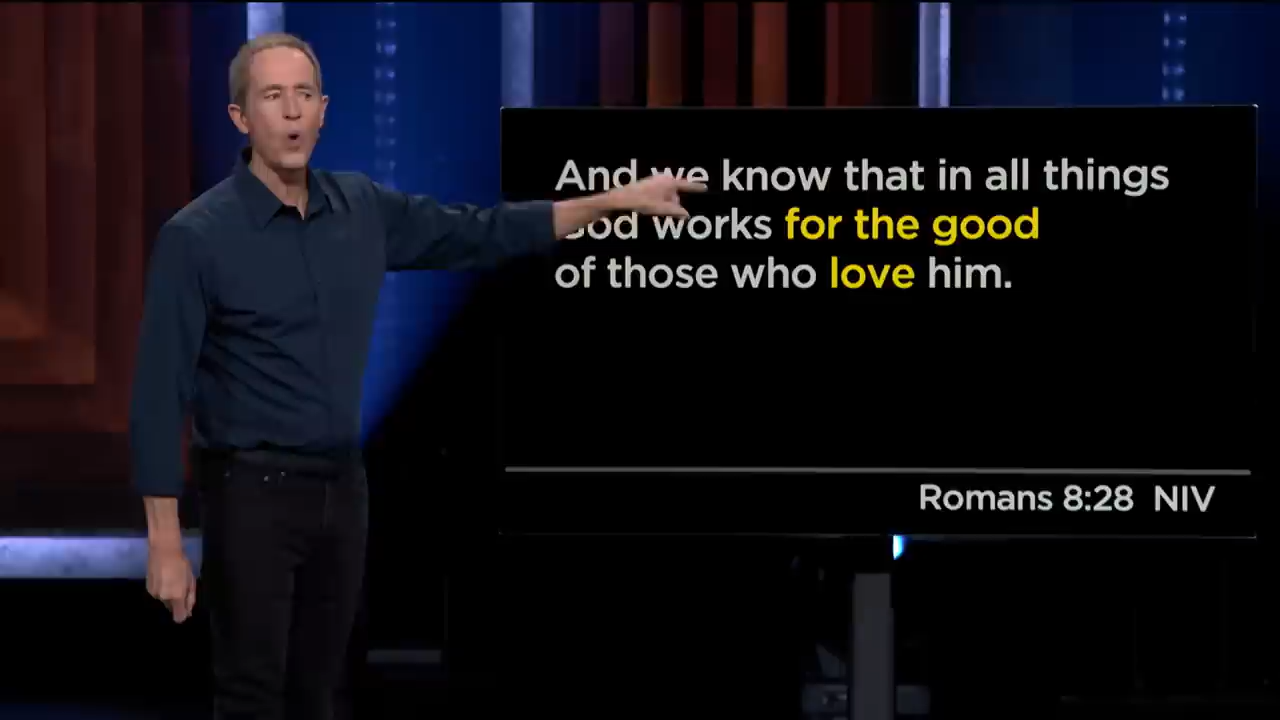 And we know that in all things
God works for the good
of those who love him.
Romans 8:28 NIV